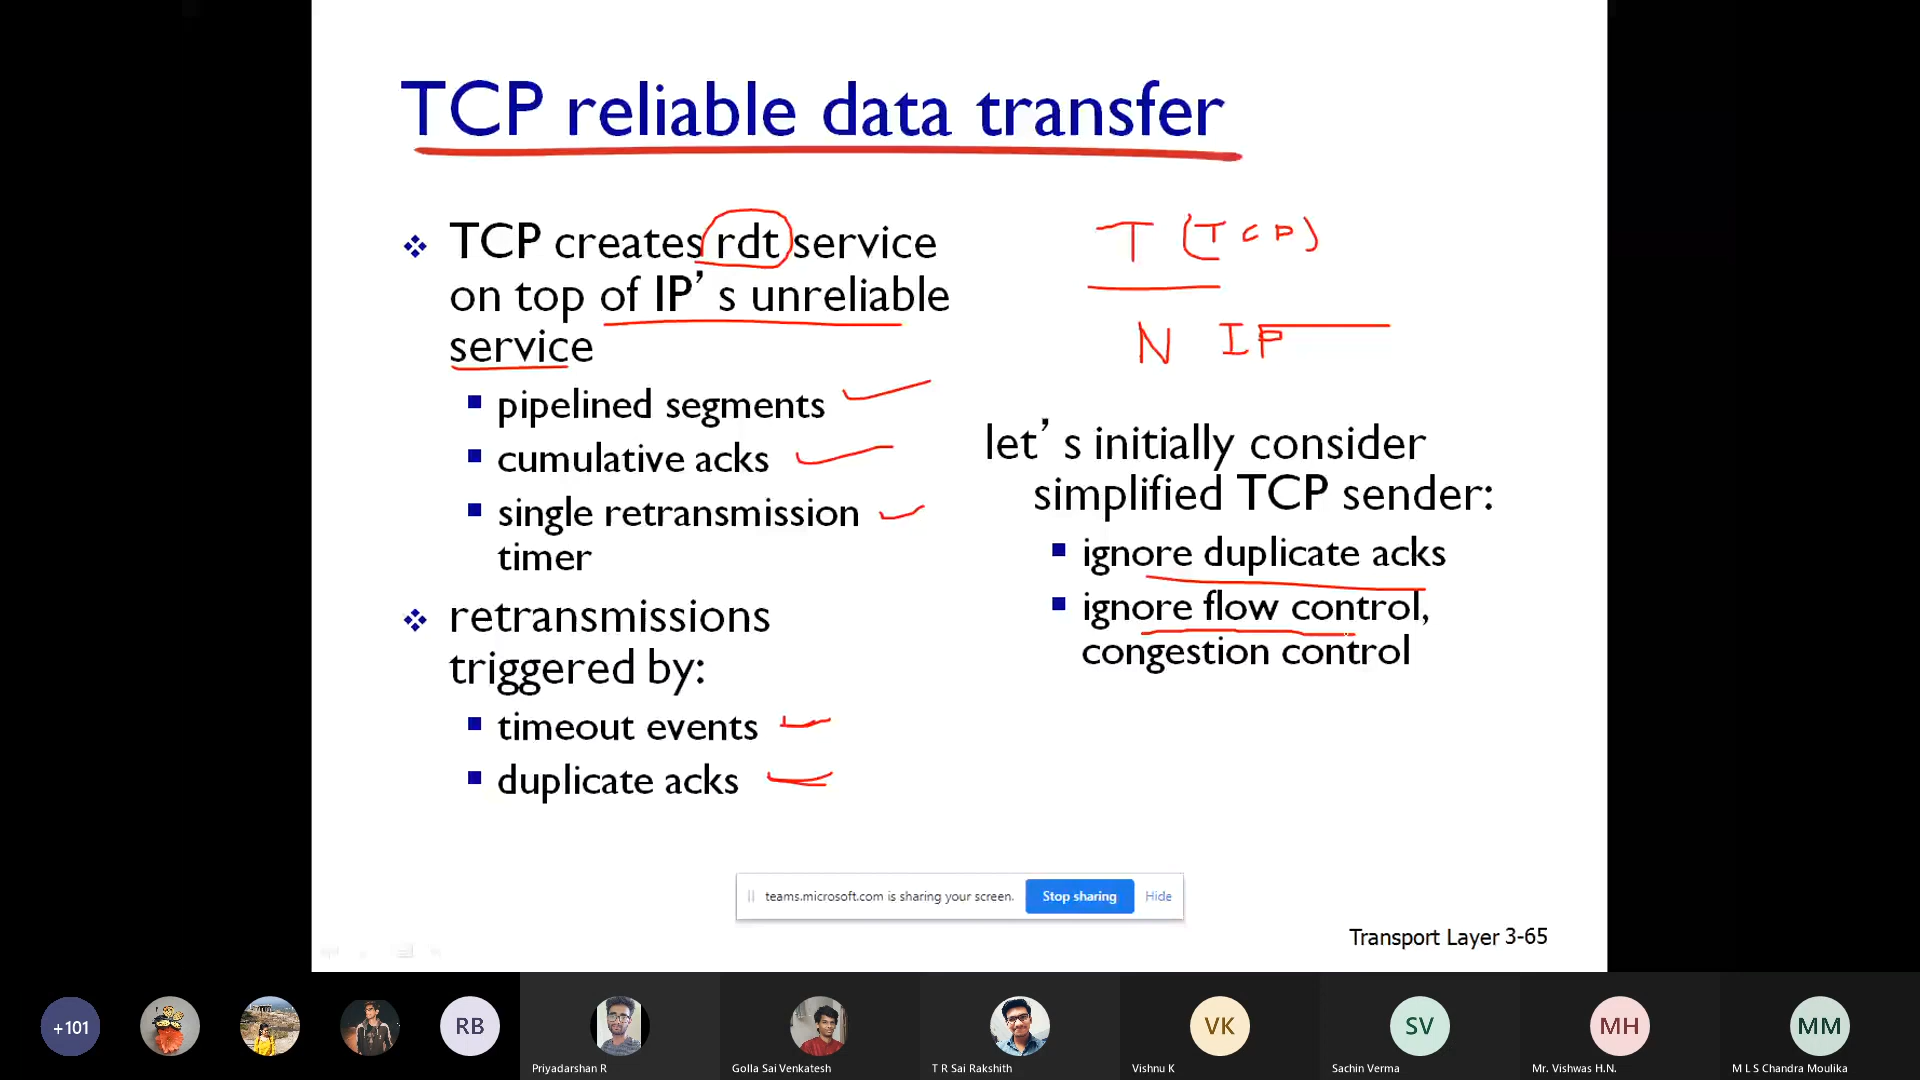 TCP reliable data transfer
TCP creates rdt service
on top of IP’s unreliable
service
pipelined segments
cumulative acks
single retransmission
timer
retransmissions
triggered by:
timeout events
duplicate acks
T (TCP)
N IP
let’s initially consider
simplified TCP sender:
ignore duplicate acks
ignore flow control,
congestion control
teams.microsoft.com is sharing your screen. Stop sharing Hide
Transport Layer 3-65
+101 RB VK SV MH MM
Priyadarshan R Golla Sai Venkatesh T R Sai Rakshith Vishnu K Sachin Verma Mr. Vishwas H.N. M L S Chandra Moulika